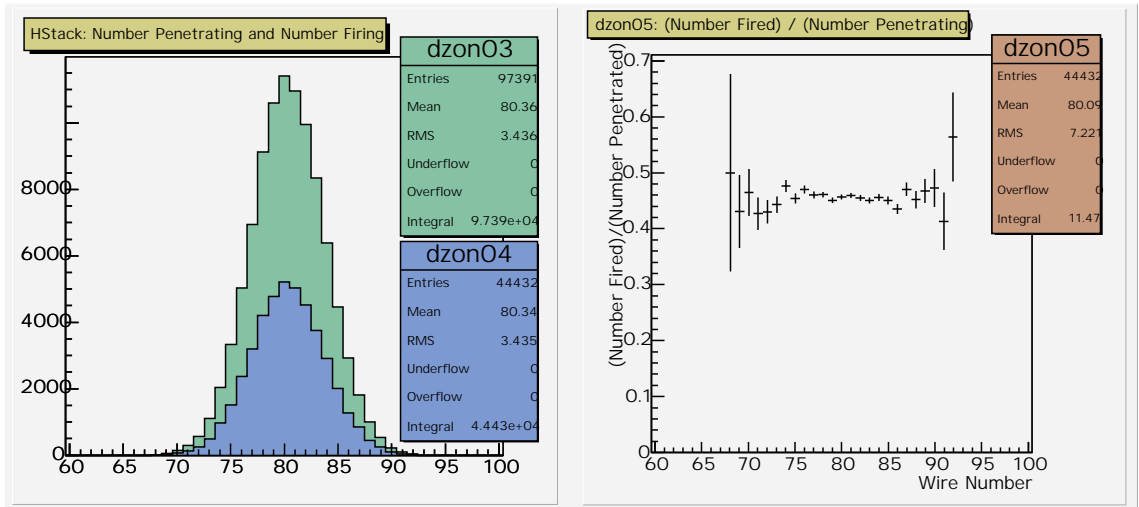 HStack: Number Penetrating and Number Firing
dzon03
Entries 97391
Mean 80.36
RMS 3.436
Underflow 0
Overflow 0
Integral 9.739e+04
dzon04
Entries 44432
Mean 80.34
RMS 3.435
Underflow 0
Overflow 0
Integral 4.443e+04
8000
6000
4000
2000
0
60 65 70 75 80 85 90 95 100
dzon05: (Number Fired) / (Number Penetrating)
dzon05
Entries 44432
Mean 80.09
RMS 7.221
Underflow 0
Overflow 0
Integral 11.47
(Number Fired)/(Number Penetrated)
0.7
0.6
0.5
0.4
0.3
0.2
0.1
0
60 65 70 75 80 85 90 95 100
Wire Number